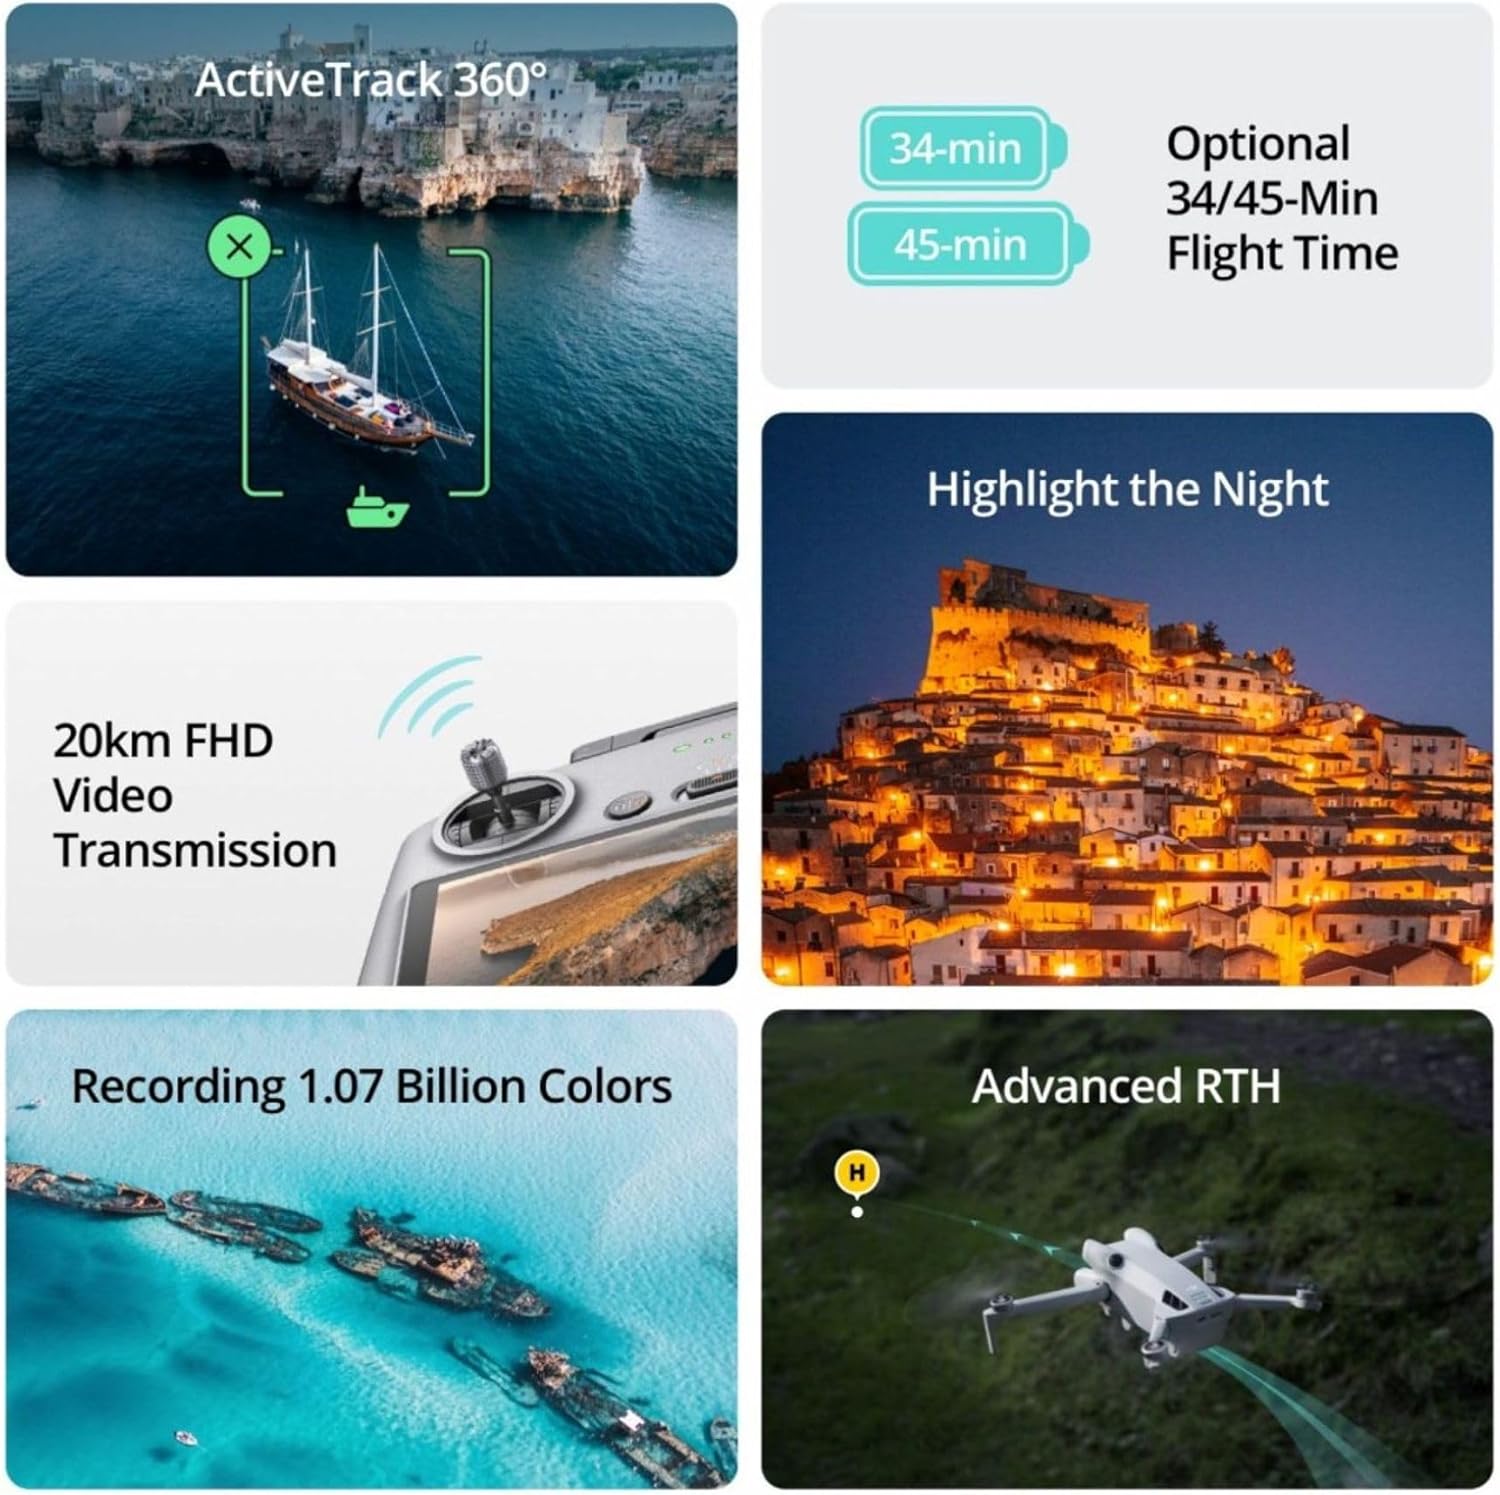 ActiveTrack 360°
34-min
45-min
Optional
34/45-Min
Flight Time
Highlight the Night
20km FHD
Video
Transmission
Recording 1.07 Billion Colors
Advanced RTH
H